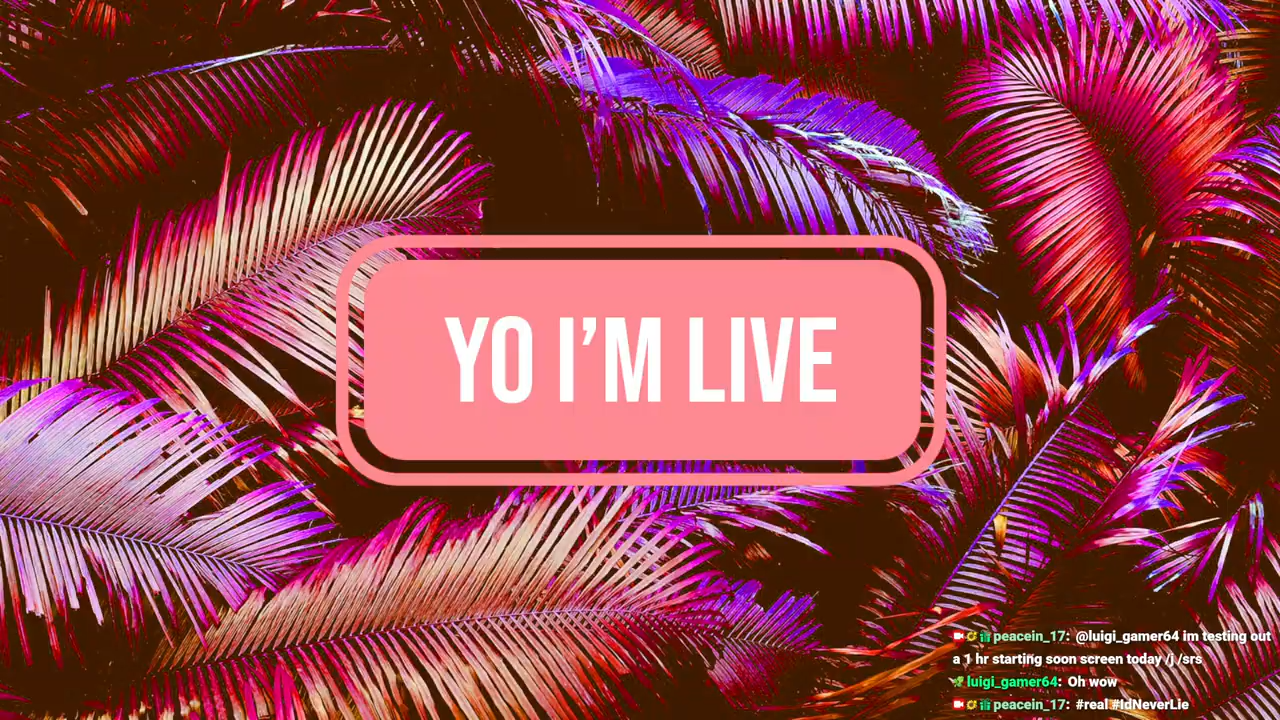 YO I’M LIVE
peacein_17: @luigi_gamer64 im testing out
a 1 hr starting soon screen today /j /srs
luigi_gamer64: Oh wow
peacein_17: #real #IdNeverLie